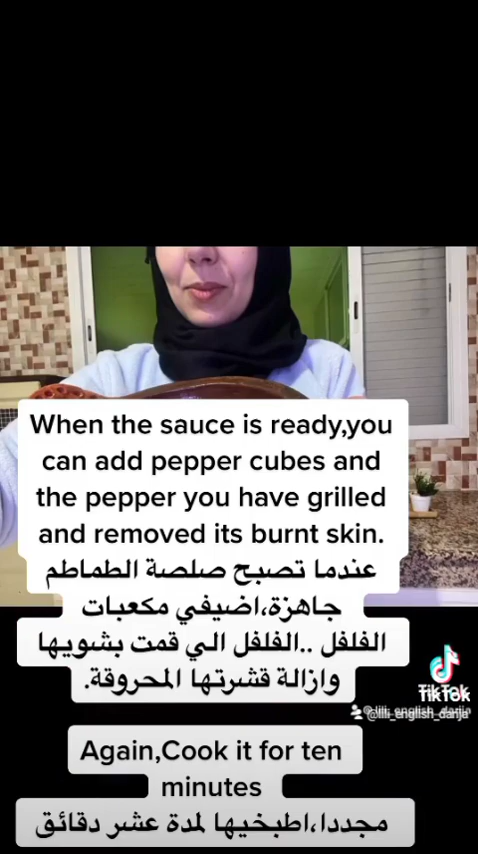 When the sauce is ready,you
can add pepper cubes and
the pepper you have grilled
and removed its burnt skin.
عندما تصبح صلصة الطماطم
جاهزة،اضيفي مكعبات
الفلفل ..الفلفل الي قمت بشويها
وازالة قشرتها المحروقة.
TikTok
@lili_english_darija
Again,Cook it for ten
minutes
مجددا،اطبخيها لمدة عشر دقائق